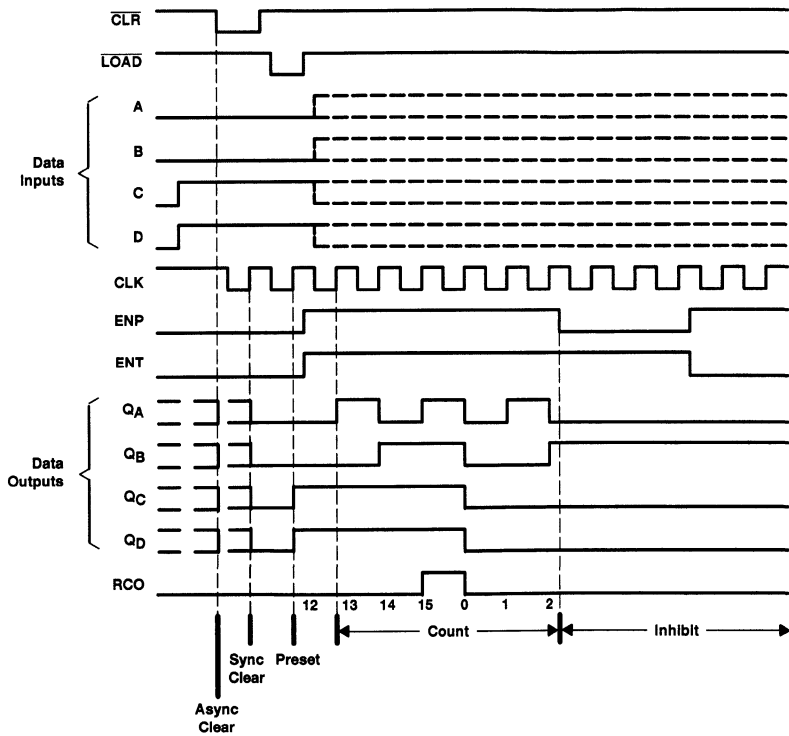 CLR
LOAD
A
B
Data
Inputs
C
D
CLK
ENP
ENT
QA
QB
Data
Outputs
QC
QD
RCO
12 13 14 15 0 1 2
Count Inhibit
Sync
Clear
Preset
Async
Clear